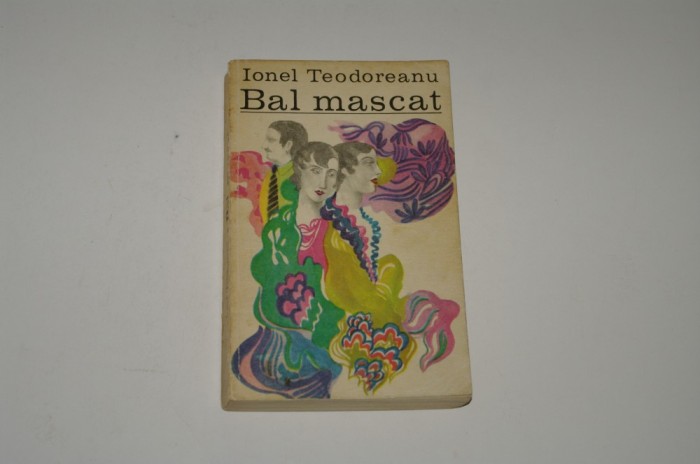 Ionel Teodoreanu
Bal mascat